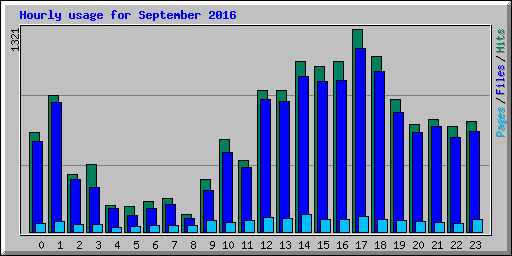 Hourly usage for September 2016
1321
Pages/Files/Hits
0 1 2 3 4 5 6 7 8 9 10 11 12 13 14 15 16 17 18 19 20 21 22 23